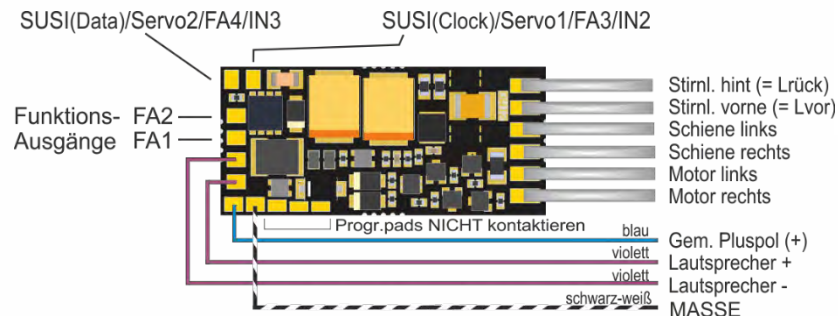 SUSI(Data)/Servo2/FA4/IN3
SUSI(Clock)/Servo1/FA3/IN2
Funktions- FA2
Ausgänge FA1
Stirnl. hint (= Lrück)
Stirnl. vorne (= Lvor)
Schiene links
Schiene rechts
Motor links
Motor rechts
Progr.pads NICHT kontaktieren
blau Gem. Pluspol (+)
violett Lautsprecher +
violett Lautsprecher -
schwarz-weiß MASSE